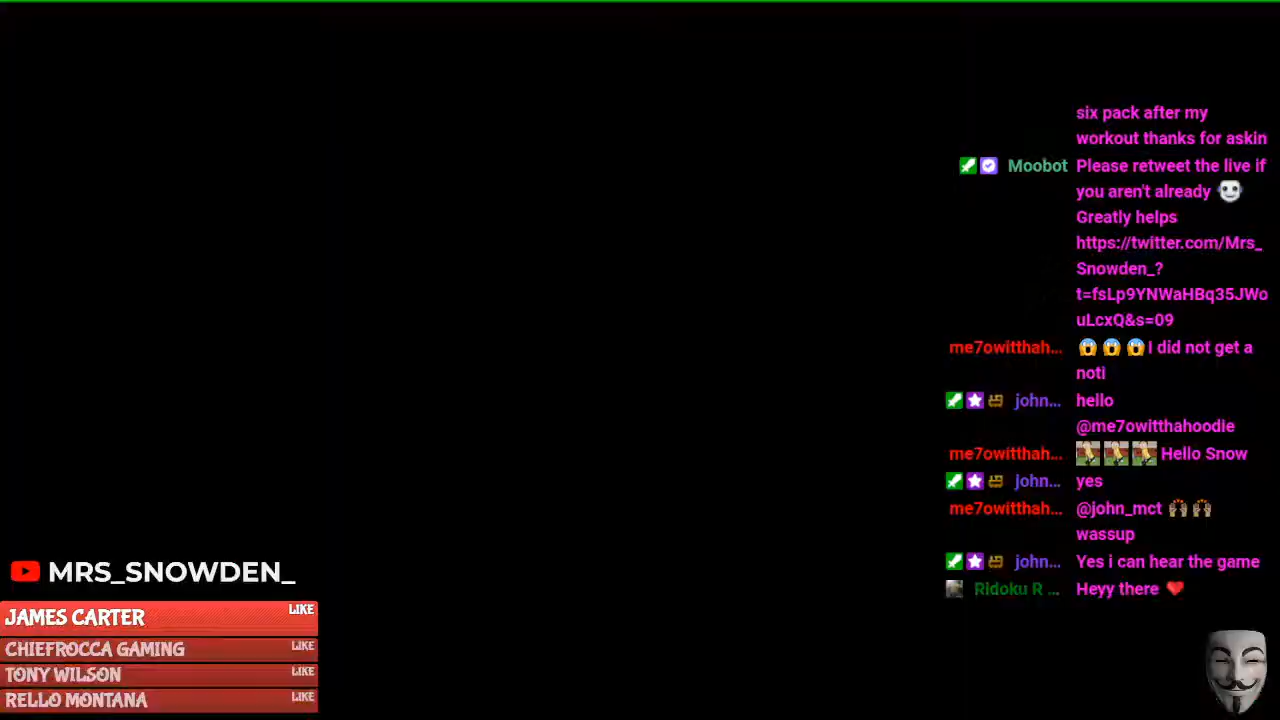 six pack after my
workout thanks for askin
Moobot Please retweet the live if
you aren't already
Greatly helps
https://twitter.com/Mrs_
Snowden_?
t=fsLp9YNWaHBq35JWo
uLcxQ&s=09
me7owitthah... 😱😱😱I did not get a
noti
john... hello
@me7owitthahoodie
me7owitthah... Hello Snow
john... yes
me7owitthah... @john_mct 🙌🏽🙌🏽
wassup
john... Yes i can hear the game
Ridoku R ... Heyy there ❤️
MRS_SNOWDEN_
JAMES CARTER LIKE
CHIEFROCCA GAMING LIKE
TONY WILSON LIKE
RELLO MONTANA LIKE